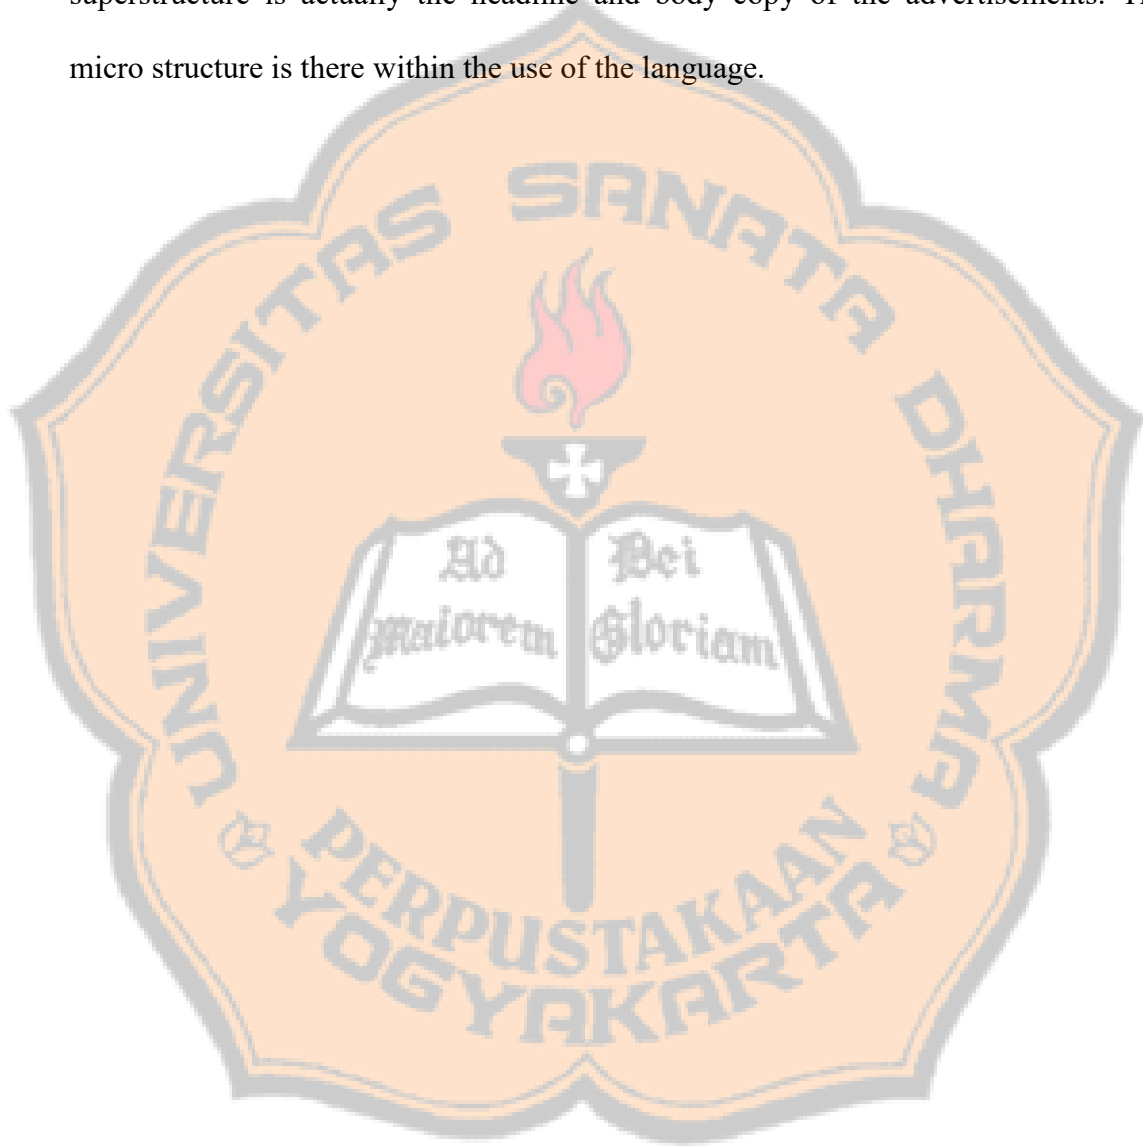 superstructure is actually the headline and body copy of the advertisements.
micro structure is there within the use of the language.
UNIVERSITAS SANATA DHARMA
Ad Dei
Maiorem Gloriam
PERPUSTAKAAN
YOGYAKARTA